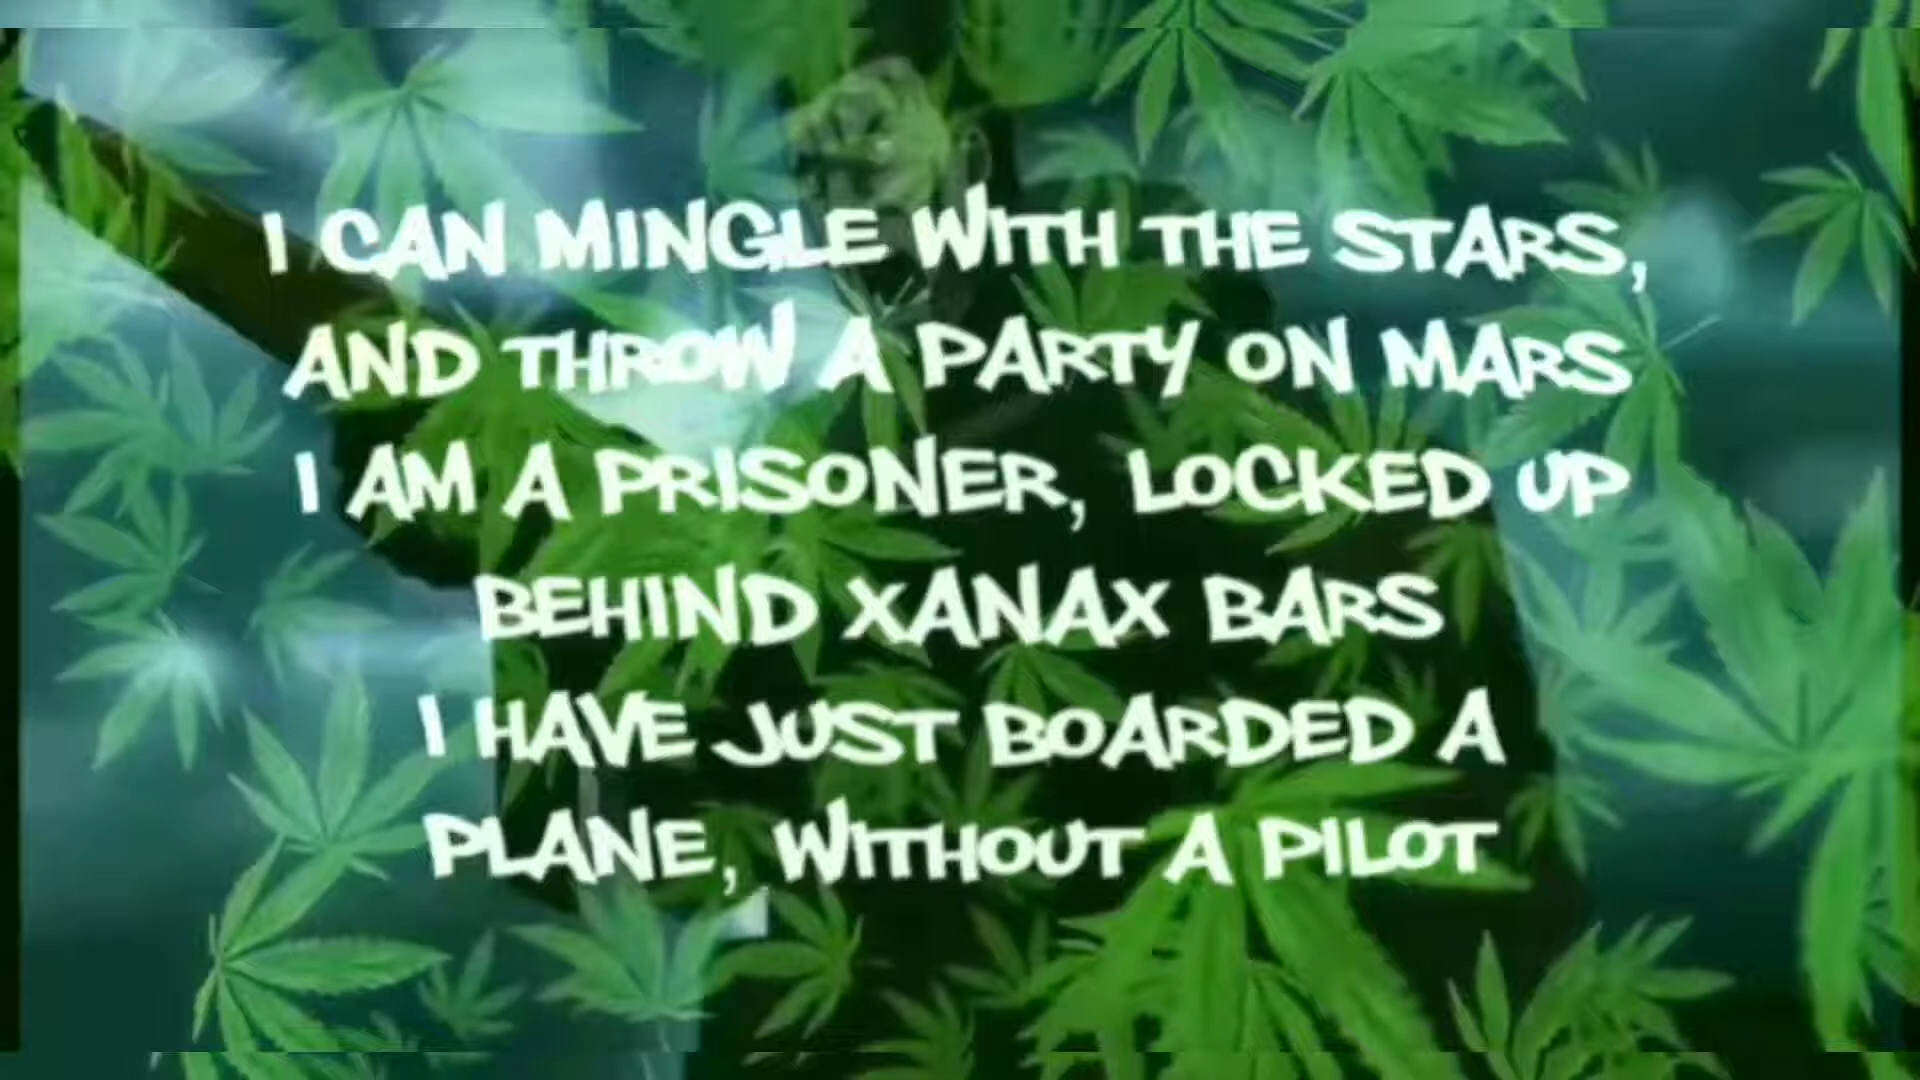 I CAN MINGLE WITH THE STARS,
AND THROW A PARTY ON MARS
I AM A PRISONER, LOCKED UP
BEHIND XANAX BARS
I HAVE JUST BOARDED A
PLANE, WITHOUT A PILOT